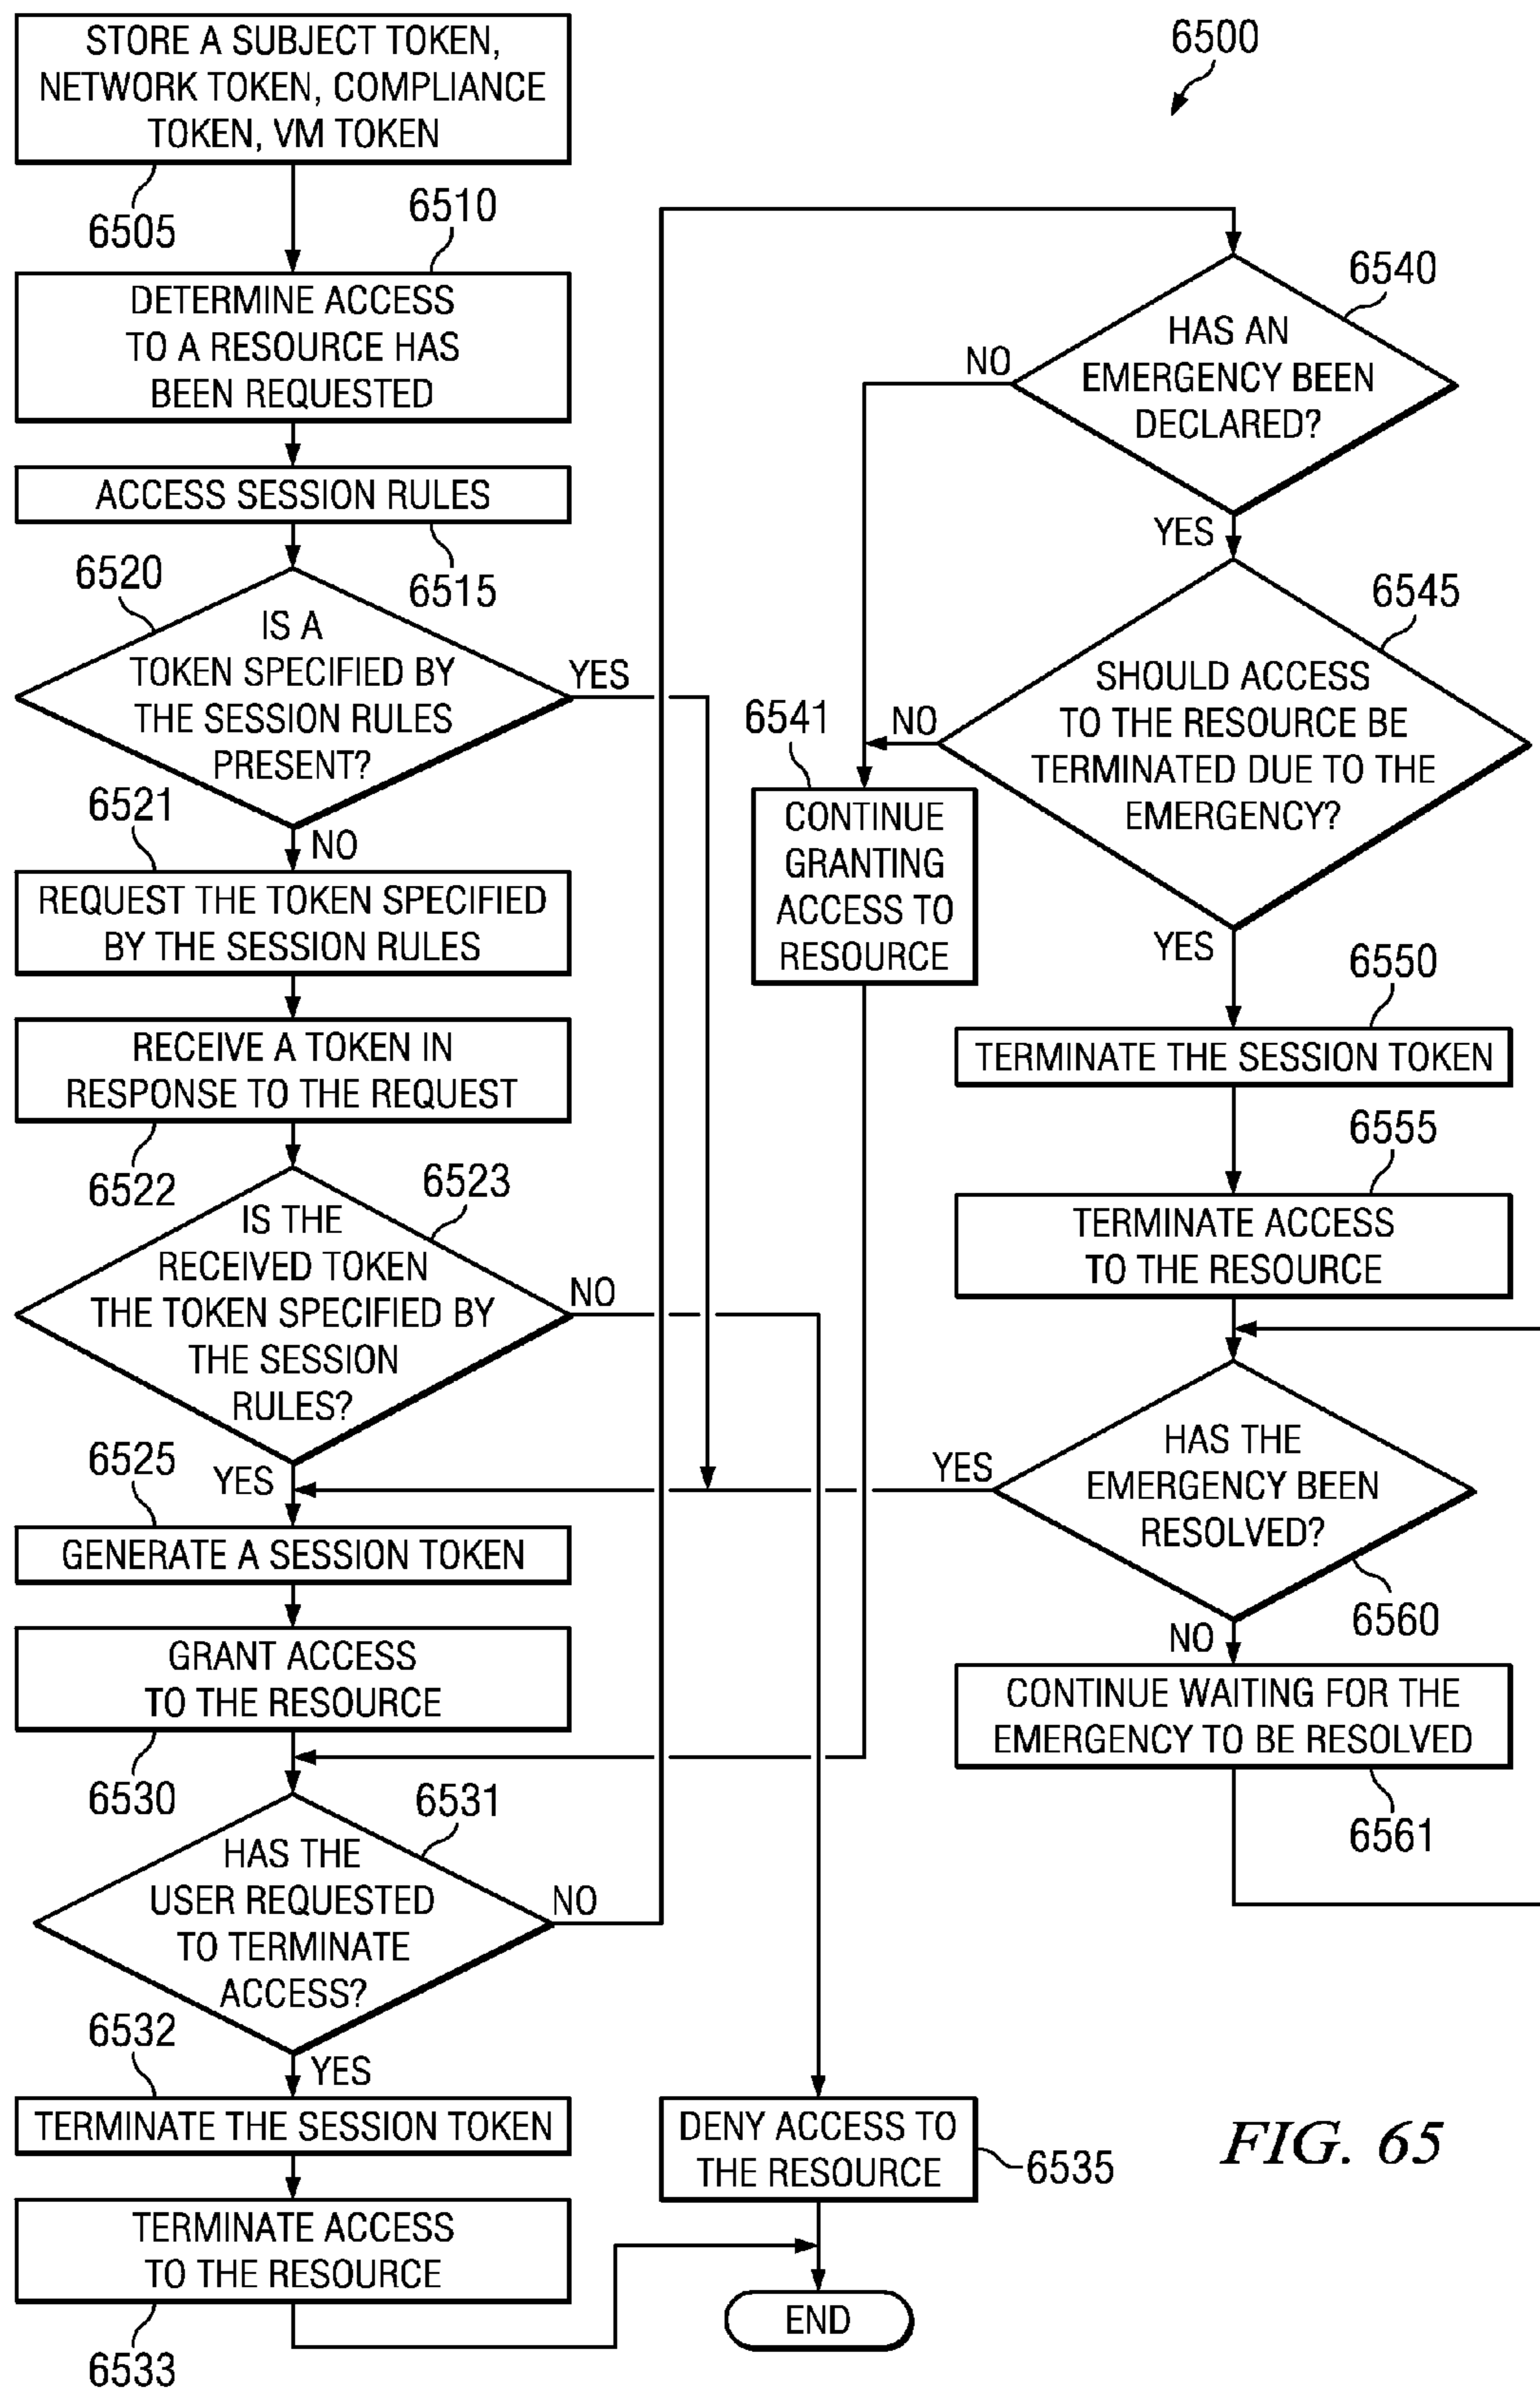 STORE A SUBJECT TOKEN,
NETWORK TOKEN, COMPLIANCE
TOKEN, VM TOKEN
6505
6510
DETERMINE ACCESS
TO A RESOURCE HAS
BEEN REQUESTED
ACCESS SESSION RULES
6515
6520
IS A
TOKEN SPECIFIED BY
THE SESSION RULES
PRESENT?
YES
NO
6521
REQUEST THE TOKEN SPECIFIED
BY THE SESSION RULES
RECEIVE A TOKEN IN
RESPONSE TO THE REQUEST
6522
6523
IS THE
RECEIVED TOKEN
THE TOKEN SPECIFIED BY
THE SESSION
RULES?
NO
YES
6525
GENERATE A SESSION TOKEN
GRANT ACCESS
TO THE RESOURCE
6530
6531
HAS THE
USER REQUESTED
TO TERMINATE
ACCESS?
NO
YES
6532
TERMINATE THE SESSION TOKEN
TERMINATE ACCESS
TO THE RESOURCE
6533
6500
6540
HAS AN
EMERGENCY BEEN
DECLARED?
NO
YES
6545
SHOULD ACCESS
TO THE RESOURCE BE
TERMINATED DUE TO THE
EMERGENCY?
NO
YES
6541
CONTINUE
GRANTING
ACCESS TO
RESOURCE
6550
TERMINATE THE SESSION TOKEN
6555
TERMINATE ACCESS
TO THE RESOURCE
HAS THE
EMERGENCY BEEN
RESOLVED?
YES
6560
NO
CONTINUE WAITING FOR THE
EMERGENCY TO BE RESOLVED
6561
DENY ACCESS TO
THE RESOURCE
6535
END
FIG. 65